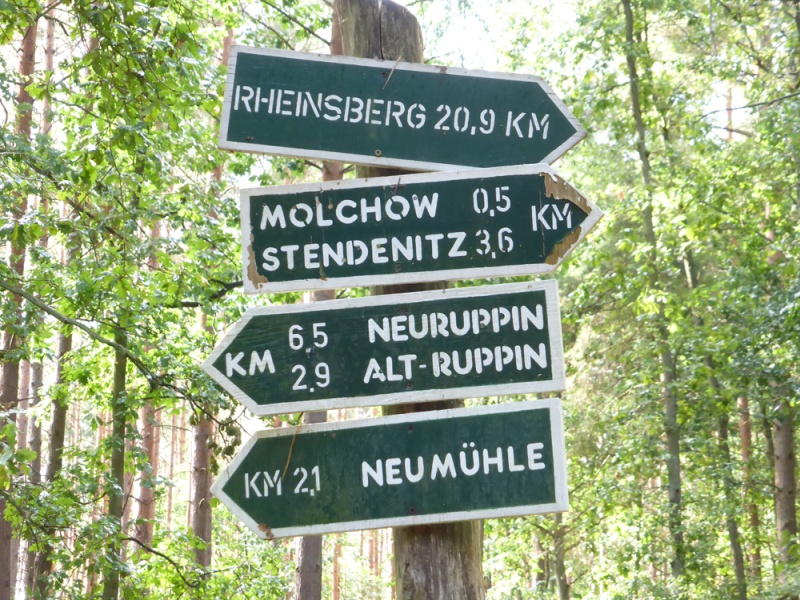 RHEINSBERG 20,9 KM
MOLCHOW 0,5 KM
STENDENITZ 3,6
KM 6,5 NEURUPPIN
2,9 ALT-RUPPIN
KM 2,1 NEUMÜHLE